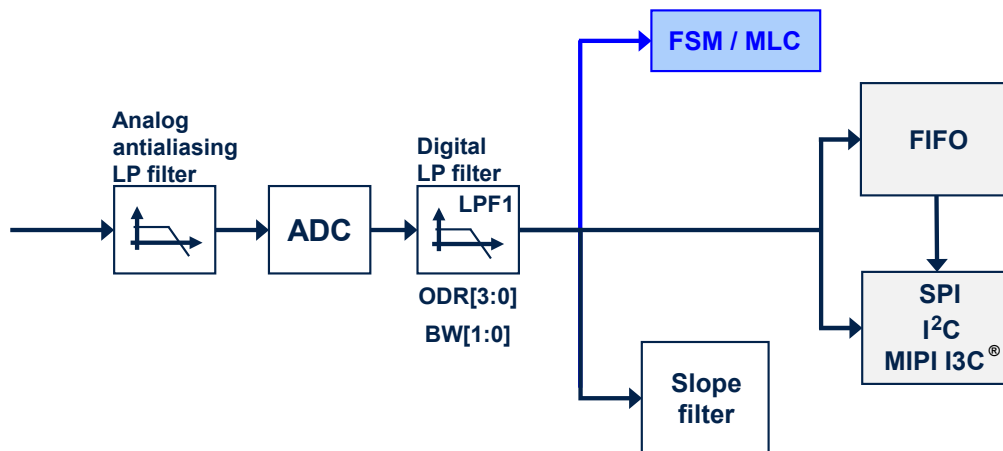 FSM / MLC
Analog
antialiasing
LP filter
Digital
LP filter
FIFO
LPF1
ADC
ODR[3:0]
BW[1:0]
SPI
I²C
MIPI I3C®
Slope
filter